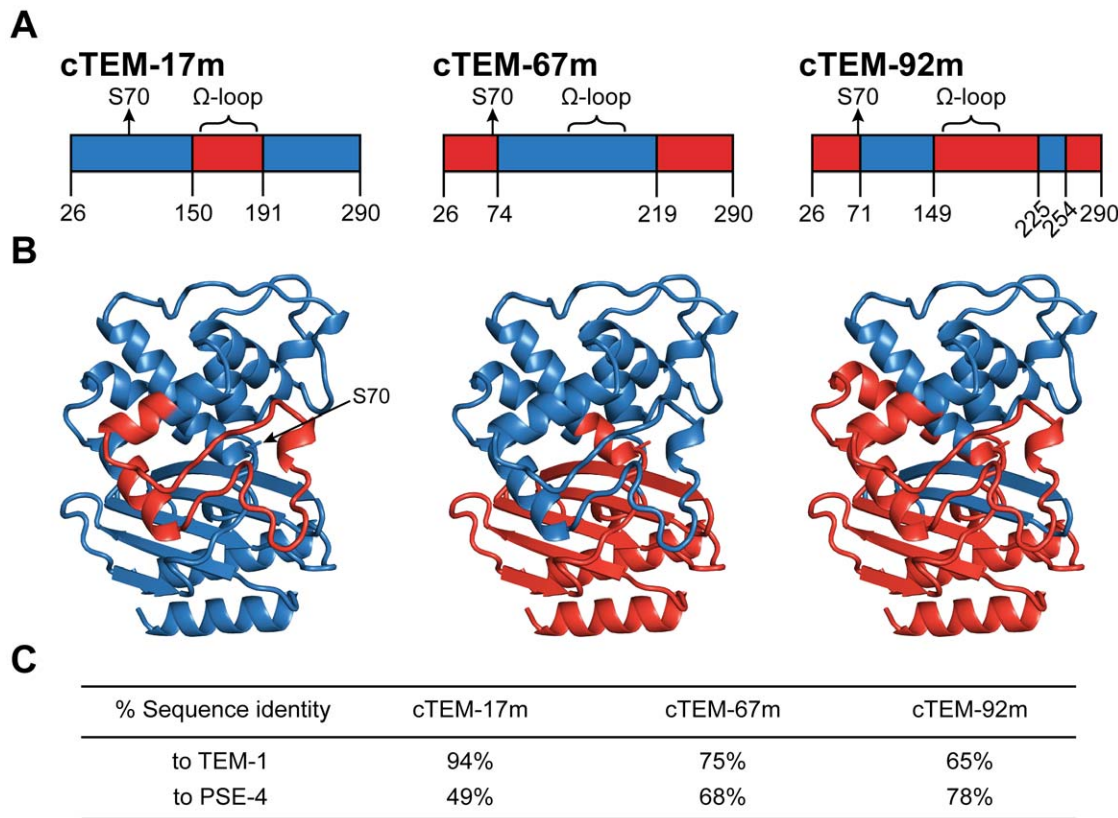 A
cTEM-17m cTEM-67m cTEM-92m
S70 Ω-loop S70 Ω-loop S70 Ω-loop
26 150 191 290 26 74 219 290 26 71 149 225 254 290
B
S70
C
% Sequence identity cTEM-17m cTEM-67m cTEM-92m
to TEM-1 94% 75% 65%
to PSE-4 49% 68% 78%